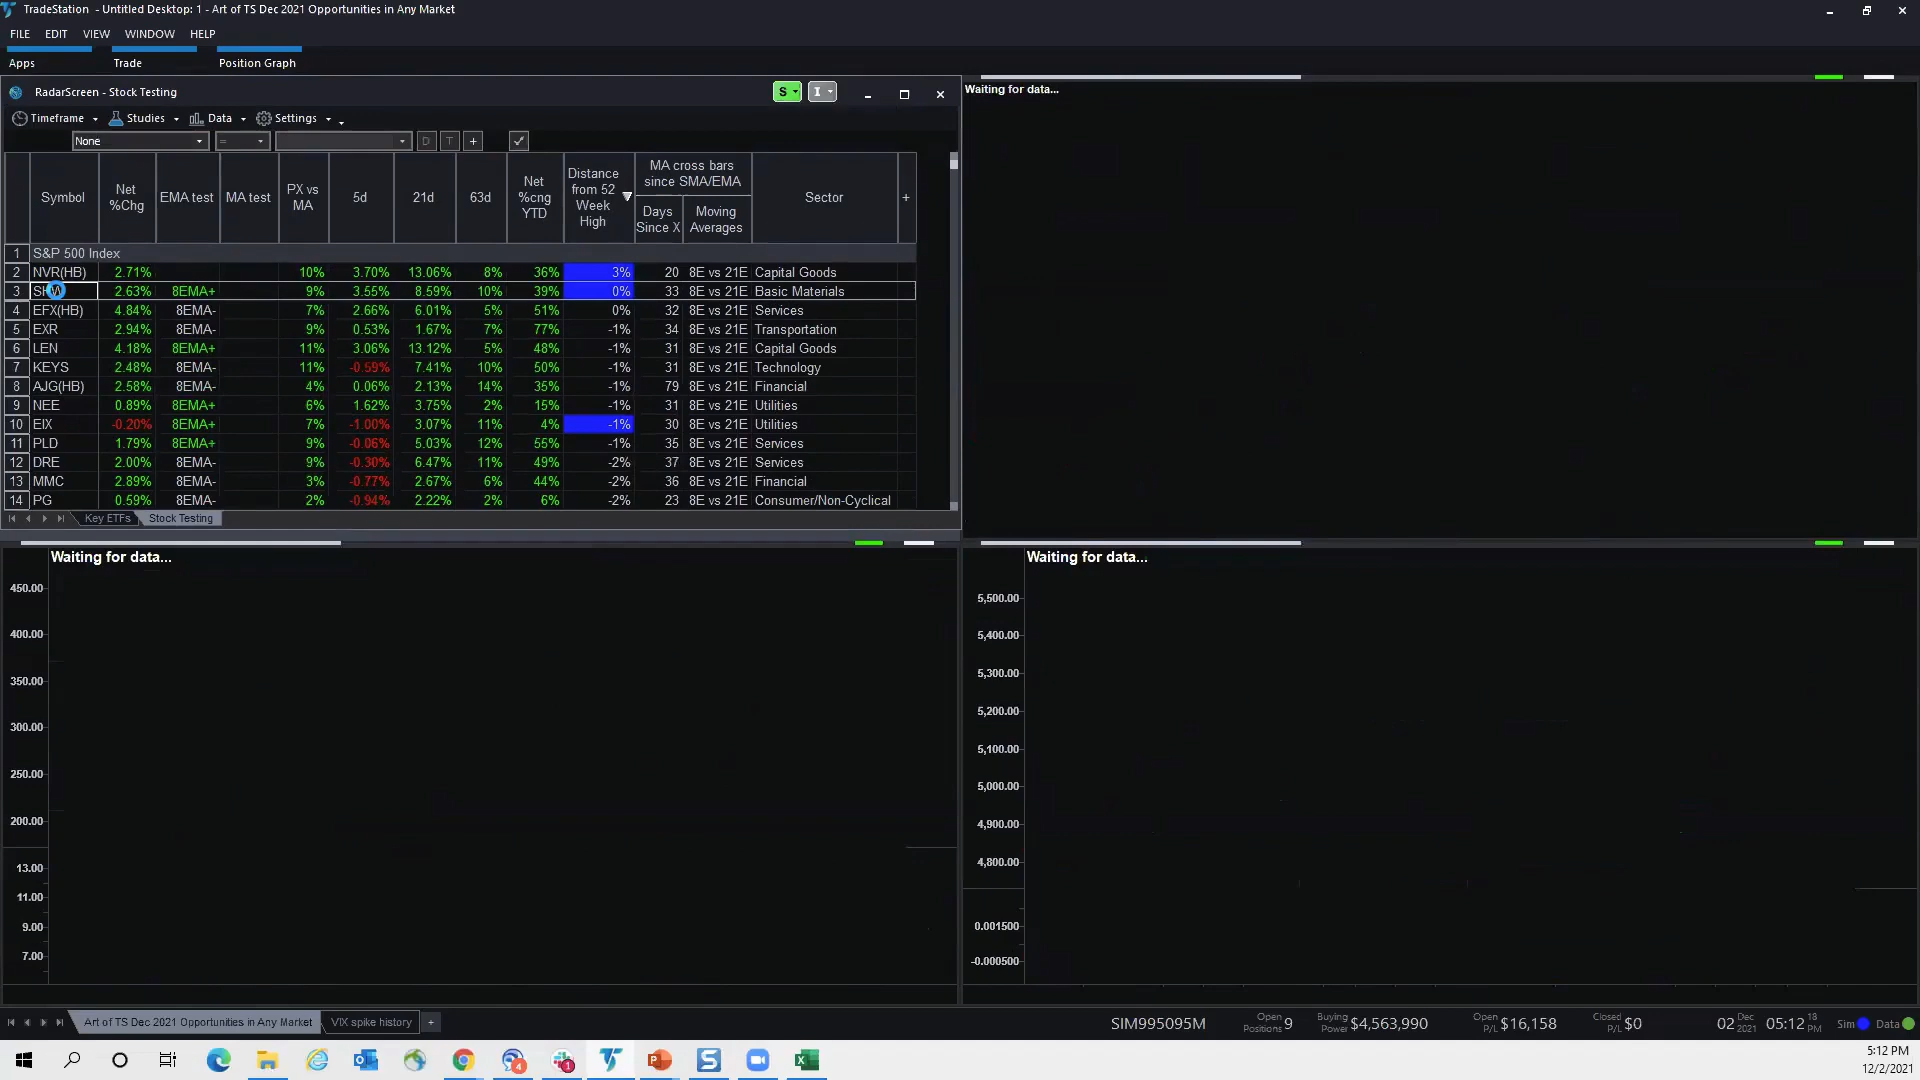 TradeStation - Untitled Desktop: 1 - Art of TS Dec 2021 Opportunities in Any Market
FILE EDIT VIEW WINDOW HELP
Apps Trade Position Graph
RadarScreen - Stock Testing
S I
Timeframe Studies Data Settings
None = D T +
Symbol Net %Chg EMA test MA test PX vs MA 5d 21d 63d Net %cng YTD Distance from 52 Week High MA cross bars since SMA/EMA Days Since X Moving Averages Sector +
1 S&P 500 Index
2 NVR(HB) 2.71% 10% 3.70% 13.06% 8% 36% 3% 20 8E vs 21E Capital Goods
3 SHW 2.63% 8EMA+ 9% 3.55% 8.59% 10% 39% 0% 33 8E vs 21E Basic Materials
4 EFX(HB) 4.84% 8EMA- 7% 2.66% 6.01% 5% 51% 0% 32 8E vs 21E Services
5 EXR 2.94% 8EMA- 9% 0.53% 1.67% 7% 77% -1% 34 8E vs 21E Transportation
6 LEN 4.18% 8EMA+ 11% 3.06% 13.12% 5% 48% -1% 31 8E vs 21E Capital Goods
7 KEYS 2.48% 8EMA- 11% -0.59% 7.41% 10% 50% -1% 31 8E vs 21E Technology
8 AJG(HB) 2.58% 8EMA- 4% 0.06% 2.13% 14% 35% -1% 79 8E vs 21E Financial
9 NEE 0.89% 8EMA+ 6% 1.62% 3.75% 2% 15% -1% 31 8E vs 21E Utilities
10 EIX -0.20% 8EMA+ 7% -1.00% 3.07% 11% 4% -1% 30 8E vs 21E Utilities
11 PLD 1.79% 8EMA+ 9% -0.06% 5.03% 12% 55% -1% 35 8E vs 21E Services
12 DRE 2.00% 8EMA- 9% -0.30% 6.47% 11% 49% -2% 37 8E vs 21E Services
13 MMC 2.89% 8EMA- 3% -0.77% 2.67% 6% 44% -2% 36 8E vs 21E Financial
14 PG 0.59% 8EMA- 2% -0.94% 2.22% 2% 6% -2% 23 8E vs 21E Consumer/Non-Cyclical
Key ETFs Stock Testing
Waiting for data...
Waiting for data...
450.00
400.00
350.00
300.00
250.00
200.00
13.00
11.00
9.00
7.00
Waiting for data...
5,500.00
5,400.00
5,300.00
5,200.00
5,100.00
5,000.00
4,900.00
4,800.00
0.001500
-0.000500
Art of TS Dec 2021 Opportunities in Any Market VIX spike history +
SIM995095M Open Positions 9 Buying Power $4,563,990 Open P/L $16,158 Closed P/L $0 02 Dec 2021 05:12 18 PM Sim Data
4 1
5:12 PM
12/2/2021